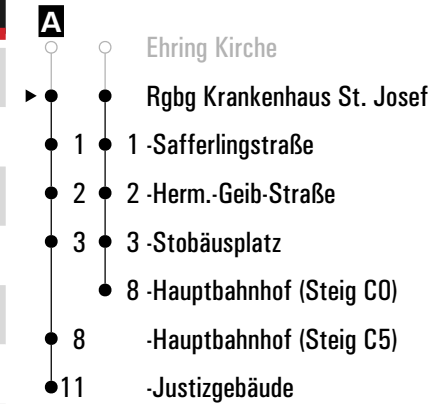 A
Ehring Kirche
Rgbg Krankenhaus St. Josef
1 1 -Safferlingstraße
2 2 -Herm.-Geib-Straße
3 3 -Stobäusplatz
8 -Hauptbahnhof (Steig C0)
8 -Hauptbahnhof (Steig C5)
11 -Justizgebäude